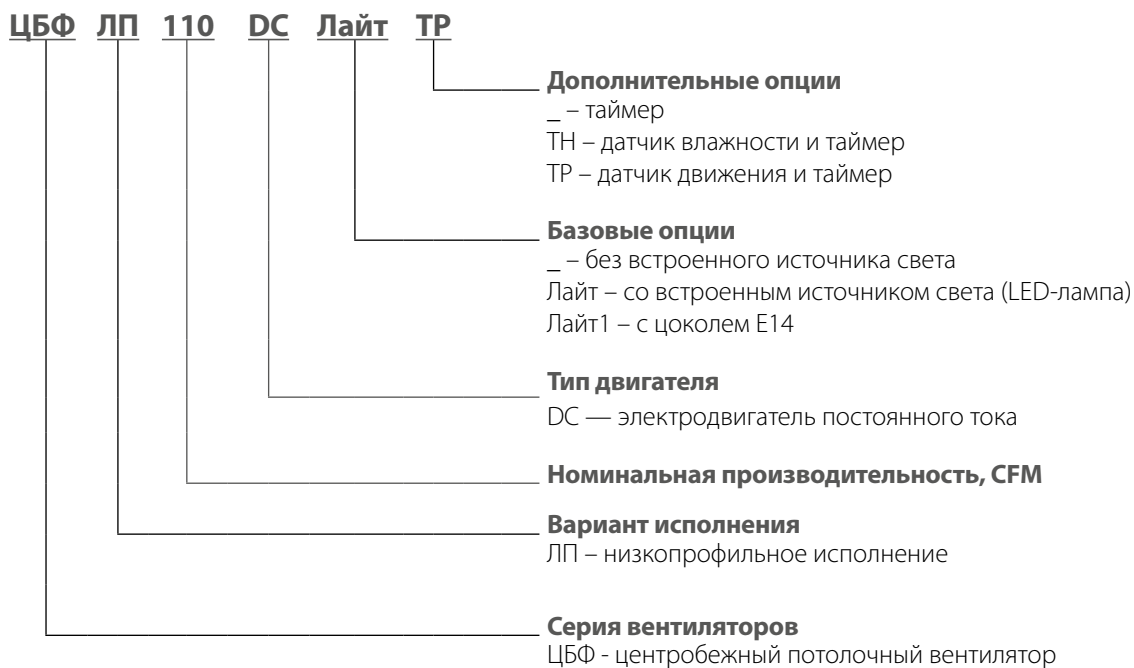 ЦБФ ЛП 110 DC Лайт ТР
Дополнительные опции
_ – таймер
ТН – датчик влажности и таймер
ТР – датчик движения и таймер
Базовые опции
_ – без встроенного источника света
Лайт – со встроенным источником света (LED-лампа)
Лайт1 – с цоколем Е14
Тип двигателя
DC — электродвигатель постоянного тока
Номинальная производительность, CFM
Вариант исполнения
ЛП – низкопрофильное исполнение
Серия вентиляторов
ЦБФ - центробежный потолочный вентилятор